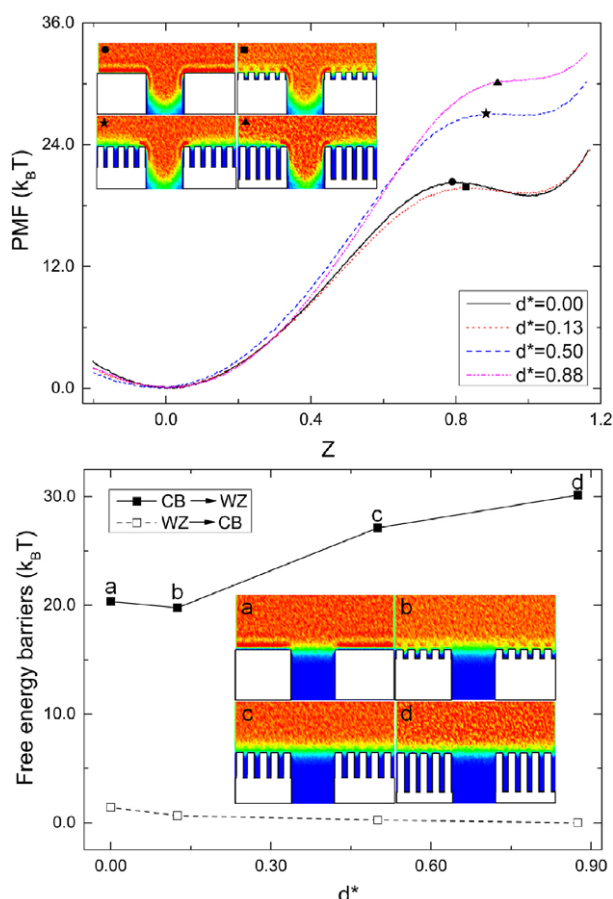 36.0
24.0
12.0
0.0
PMF (k_BT)
d*=0.00
d*=0.13
d*=0.50
d*=0.88
0.0 0.4 0.8 1.2
Z
30.0
20.0
10.0
0.0
Free energy barriers (k_BT)
CB → WZ
WZ → CB
a b c d
a b
c d
0.00 0.30 0.60 0.90
d*